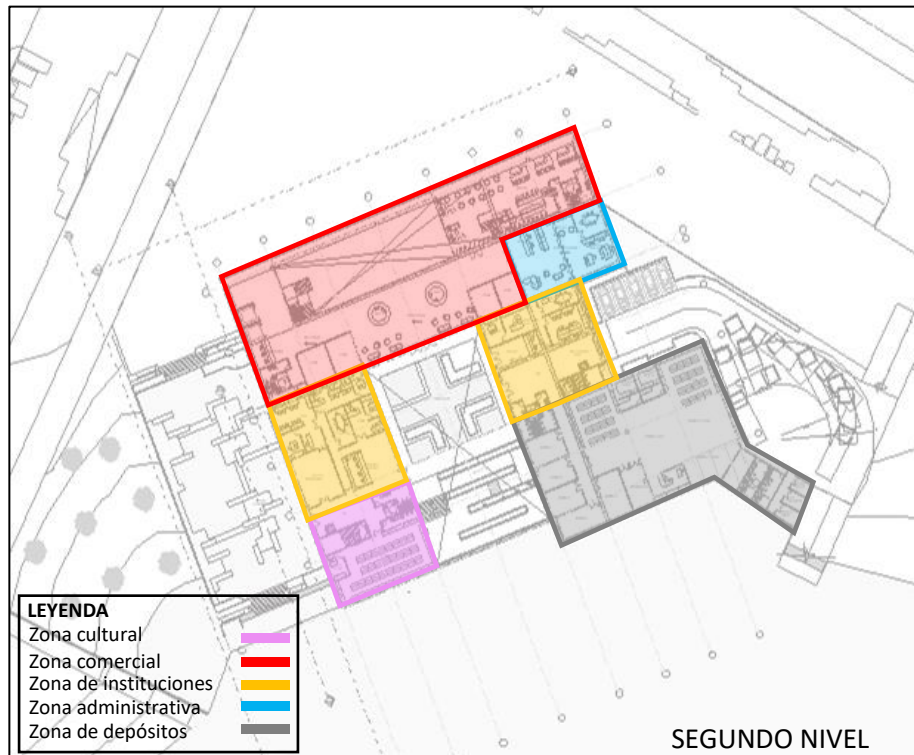 LEYENDA
Zona cultural
Zona comercial
Zona de instituciones
Zona administrativa
Zona de depósitos
SEGUNDO NIVEL